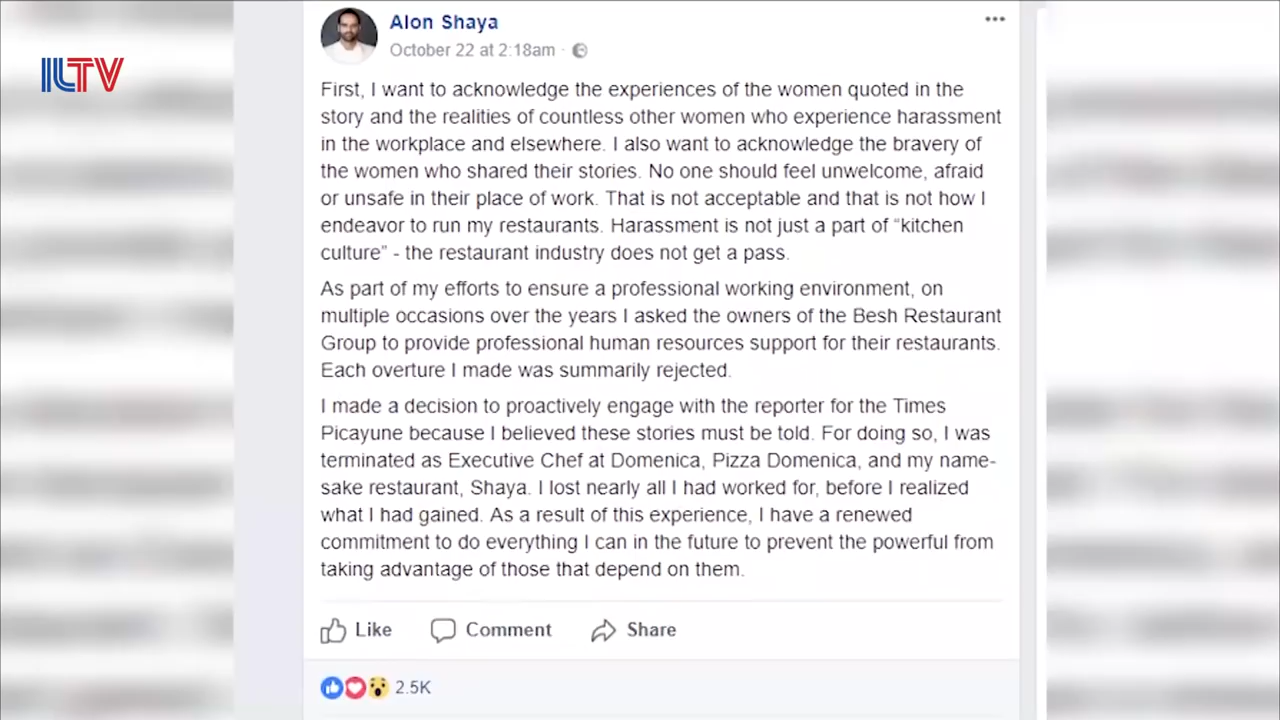 ILTV
Alon Shaya
October 22 at 2:18am ·
First, I want to acknowledge the experiences of the women quoted in the
story and the realities of countless other women who experience harassment
in the workplace and elsewhere. I also want to acknowledge the bravery of
the women who shared their stories. No one should feel unwelcome, afraid
or unsafe in their place of work. That is not acceptable and that is not how I
endeavor to run my restaurants. Harassment is not just a part of “kitchen
culture” - the restaurant industry does not get a pass.
As part of my efforts to ensure a professional working environment, on
multiple occasions over the years I asked the owners of the Besh Restaurant
Group to provide professional human resources support for their restaurants.
Each overture I made was summarily rejected.
I made a decision to proactively engage with the reporter for the Times
Picayune because I believed these stories must be told. For doing so, I was
terminated as Executive Chef at Domenica, Pizza Domenica, and my name-
sake restaurant, Shaya. I lost nearly all I had worked for, before I realized
what I had gained. As a result of this experience, I have a renewed
commitment to do everything I can in the future to prevent the powerful from
taking advantage of those that depend on them.
Like Comment Share
2.5K